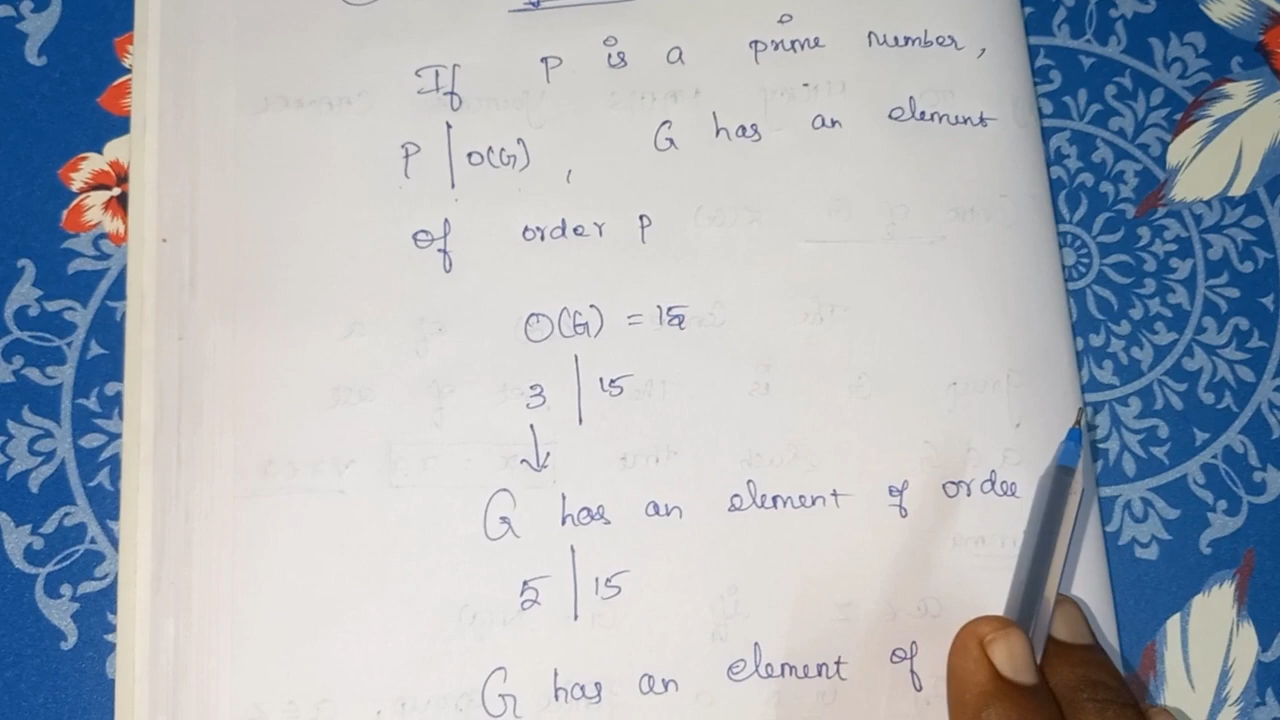 If P is a prime number,
P | O(G), G has an element
of order P
O(G) = 15
3 | 15
↓
G has an element of order
5 | 15
G has an element of